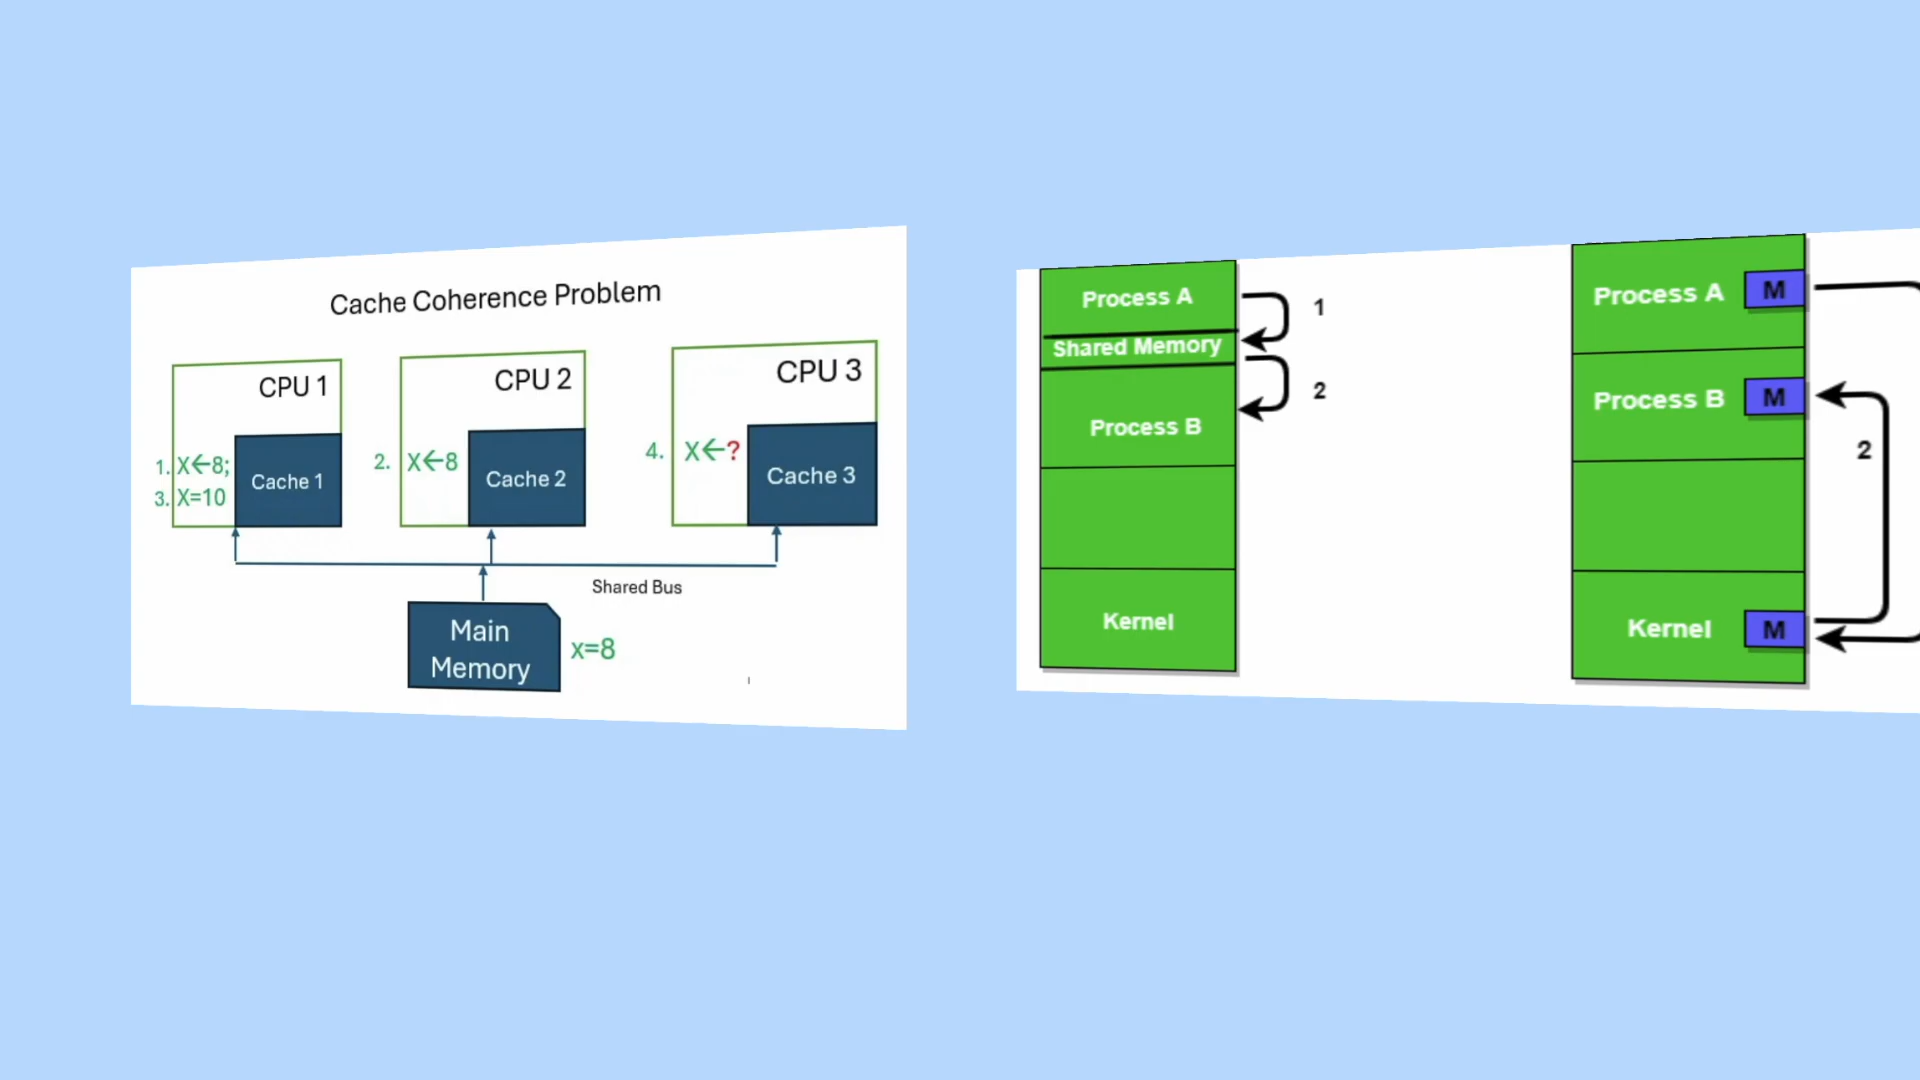 Cache Coherence Problem
CPU 1
1. X←8;
3. X=10
Cache 1
CPU 2
2. X←8
Cache 2
CPU 3
4. X←?
Cache 3
Shared Bus
Main
Memory
x=8
Process A
Shared Memory
Process B
Kernel
1
2
Process A M
Process B M
2
Kernel M